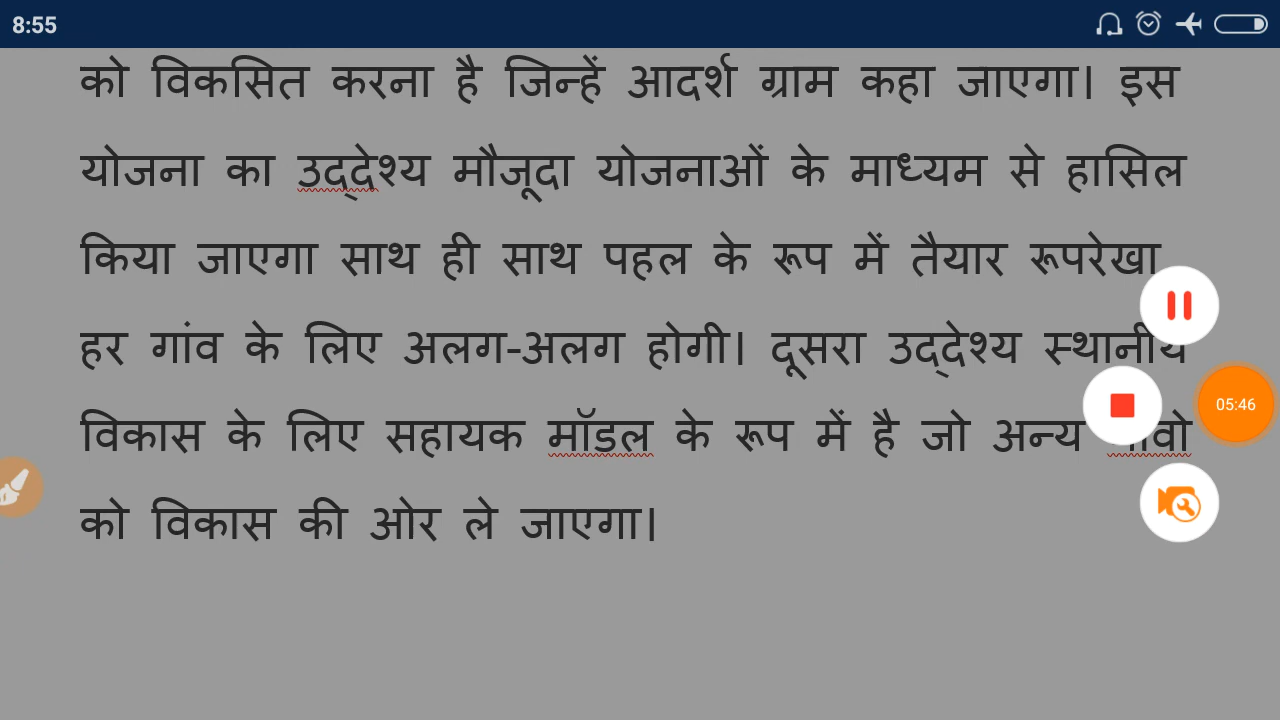 8:55
को विकसित करना है जिन्हें आदर्श ग्राम कहा जाएगा। इस
योजना का उद्देश्य मौजूदा योजनाओं के माध्यम से हासिल
किया जाएगा साथ ही साथ पहल के रूप में तैयार रूपरेखा
हर गांव के लिए अलग-अलग होगी। दूसरा उद्देश्य स्थानीय
05:46
विकास के लिए सहायक मॉडल के रूप में है जो अन्य
को विकास की ओर ले जाएगा।